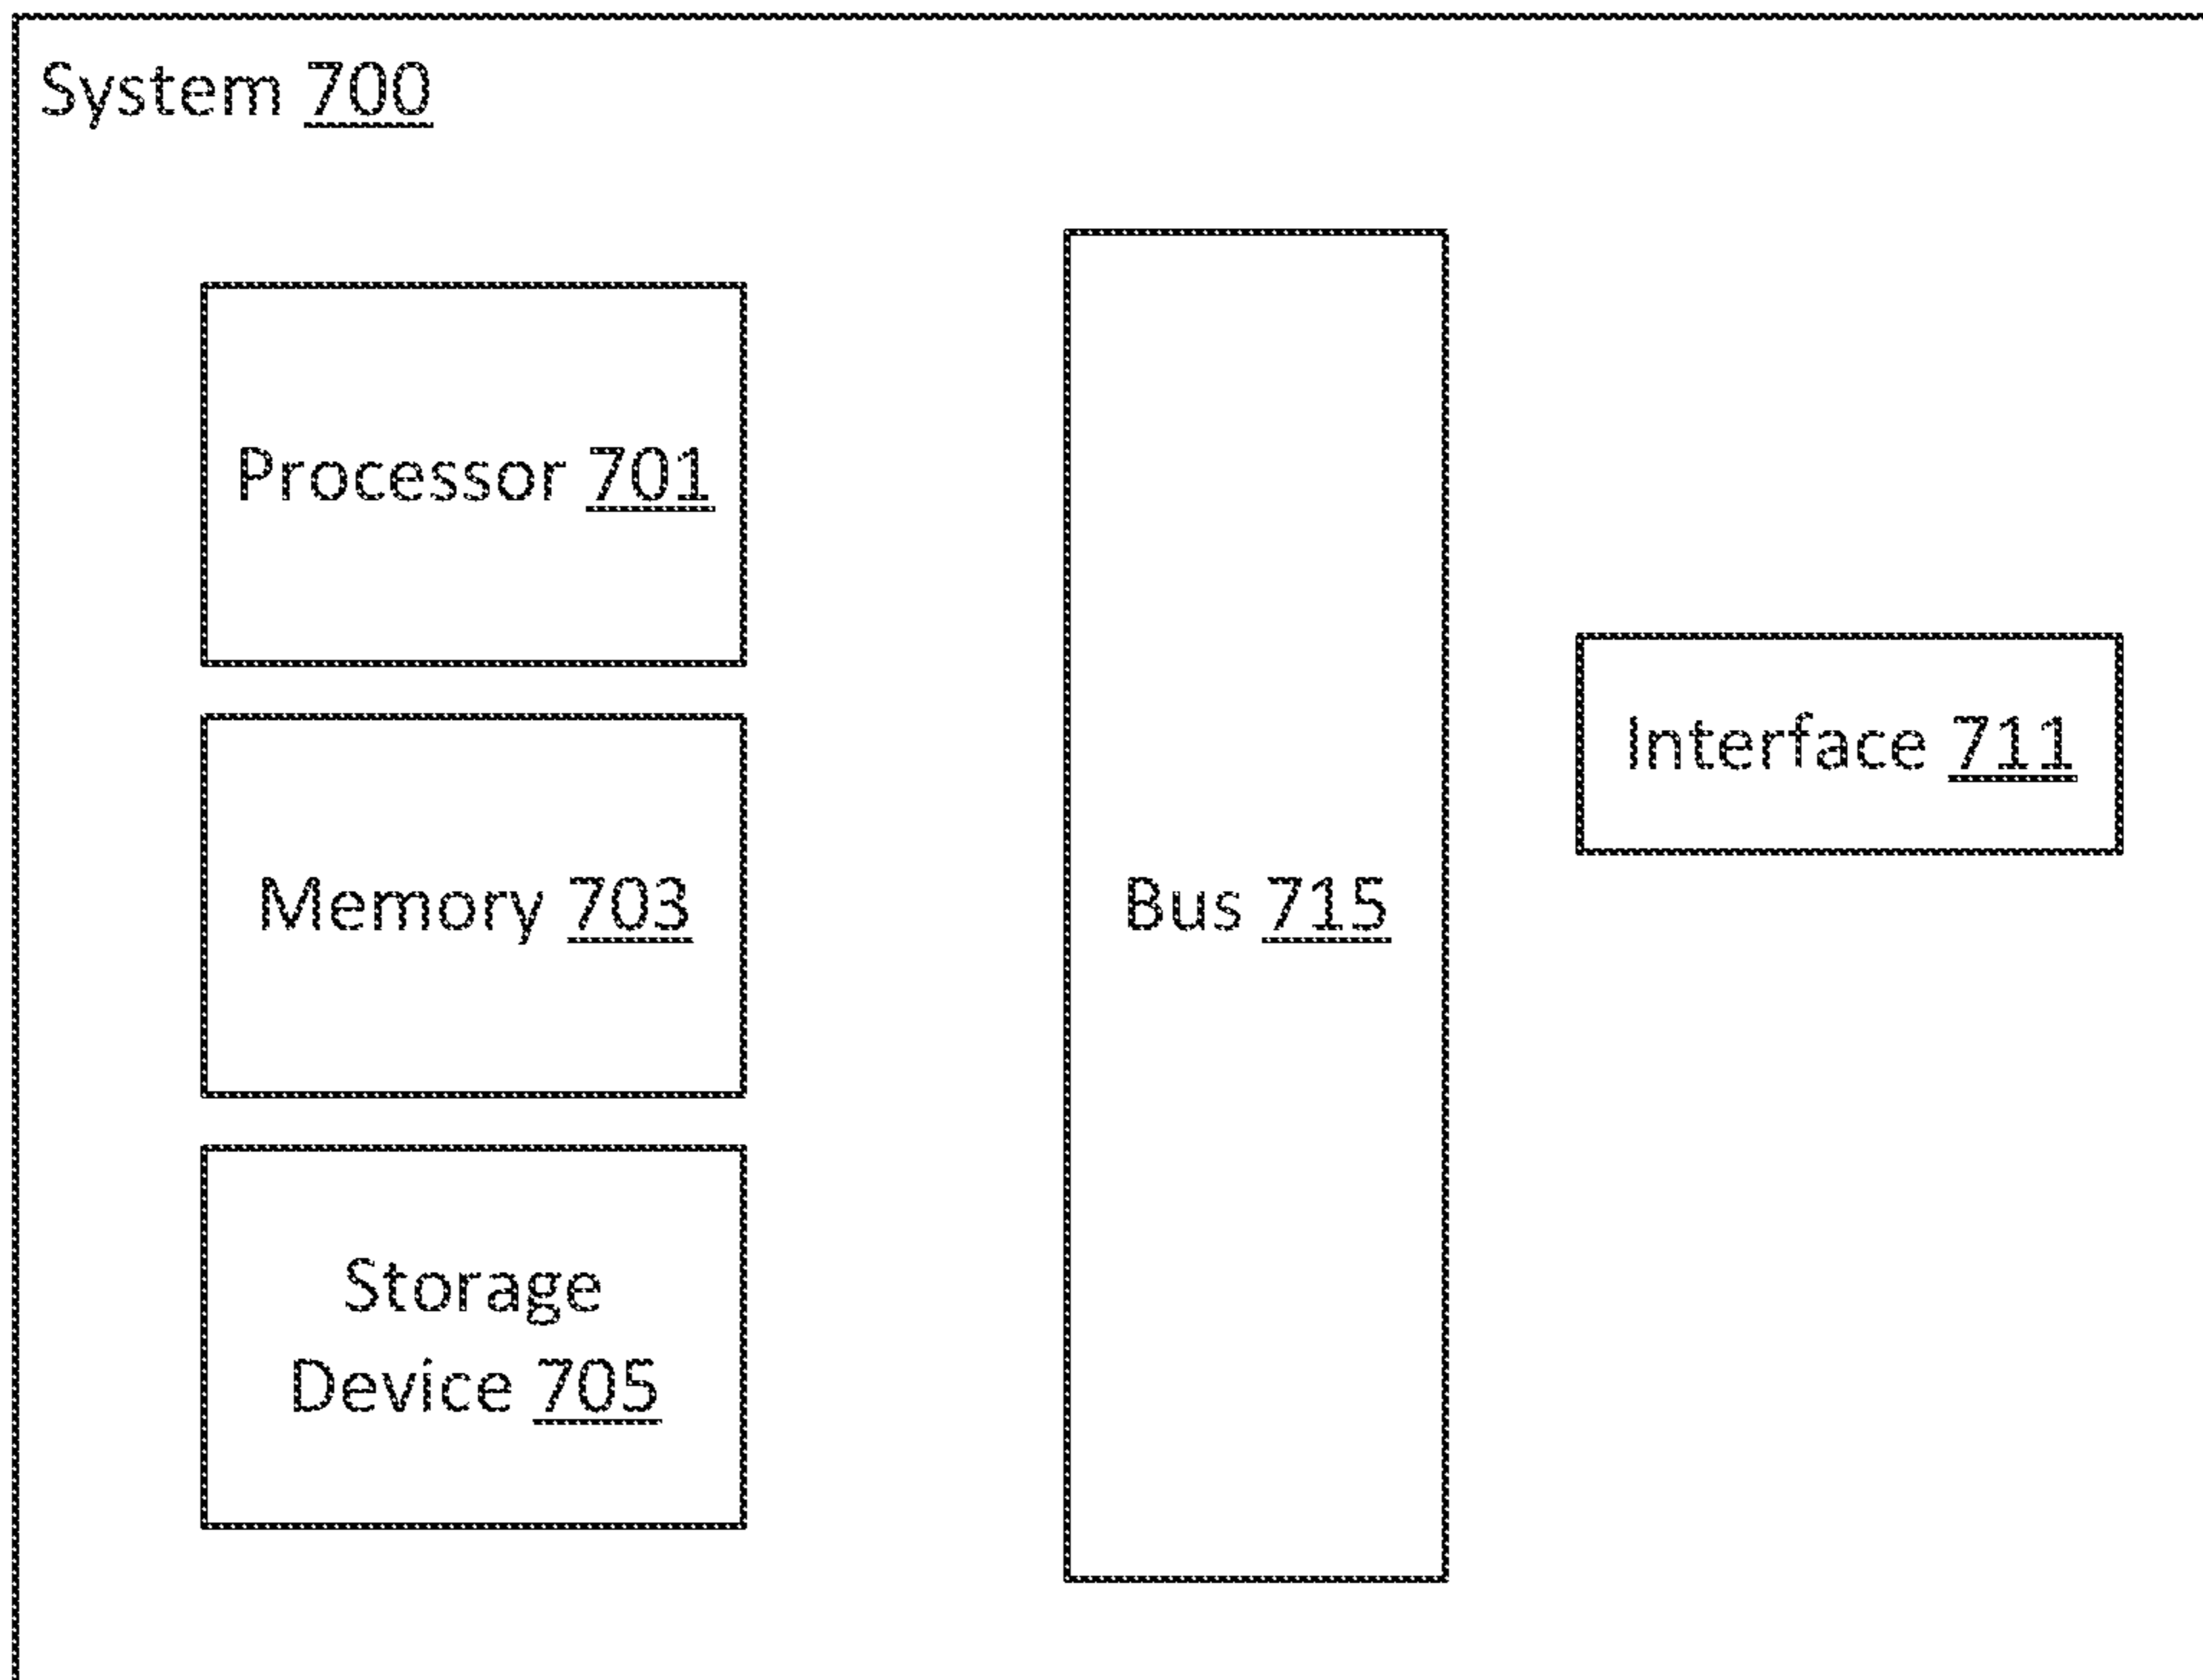 System 700
Processor 701
Memory 703
Storage
Device 705
Bus 715
Interface 711